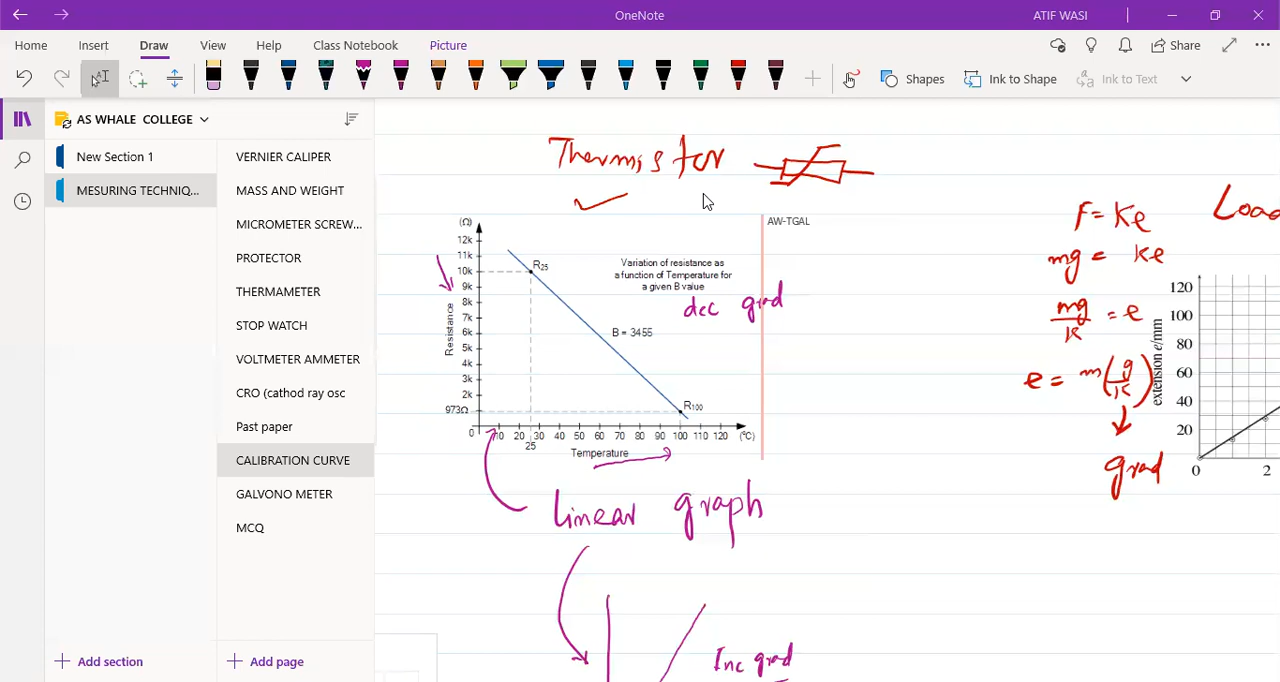 OneNote
ATIF WASI
Home Insert Draw View Help Class Notebook Picture
Share
Shapes Ink to Shape Ink to Text
AS WHALE COLLEGE
New Section 1
MESURING TECHNIQ...
VERNIER CALIPER
MASS AND WEIGHT
MICROMETER SCREW...
PROTECTOR
THERMAMETER
STOP WATCH
VOLTMETER AMMETER
CRO (cathod ray osc
Past paper
CALIBRATION CURVE
GALVONO METER
MCQ
Add section
Add page
Thermistor
AW-TGAL
(Ω)
12k
11k
10k
9k
8k
7k
6k
5k
4k
3k
2k
973Ω
Resistance
R25
Variation of resistance as
a function of Temperature for
a given B value
dec grad
B = 3455
R100
0 10 20 30 40 50 60 70 80 90 100 110 120 (°C)
25
Temperature
linear graph
Inc grad
F = Ke
mg = Ke
mg/K = e
e = m(g/K)
grad
Load
120
100
80
60
40
20
extension e/mm
0 2